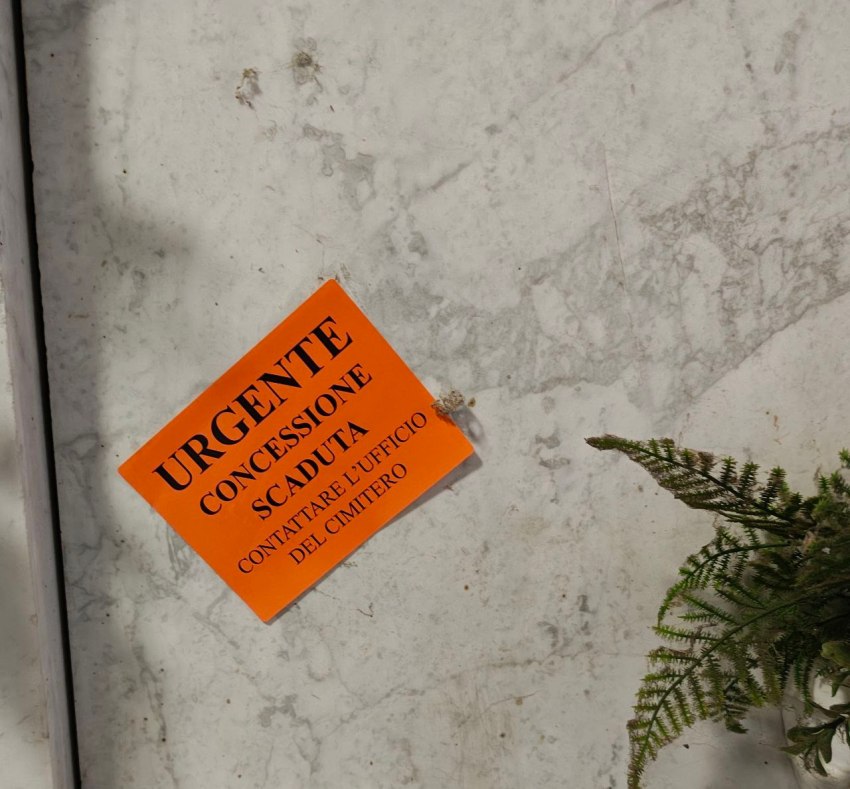 URGENTE
CONCESSIONE
SCADUTA
CONTATTARE L'UFFICIO
DEL CIMITERO